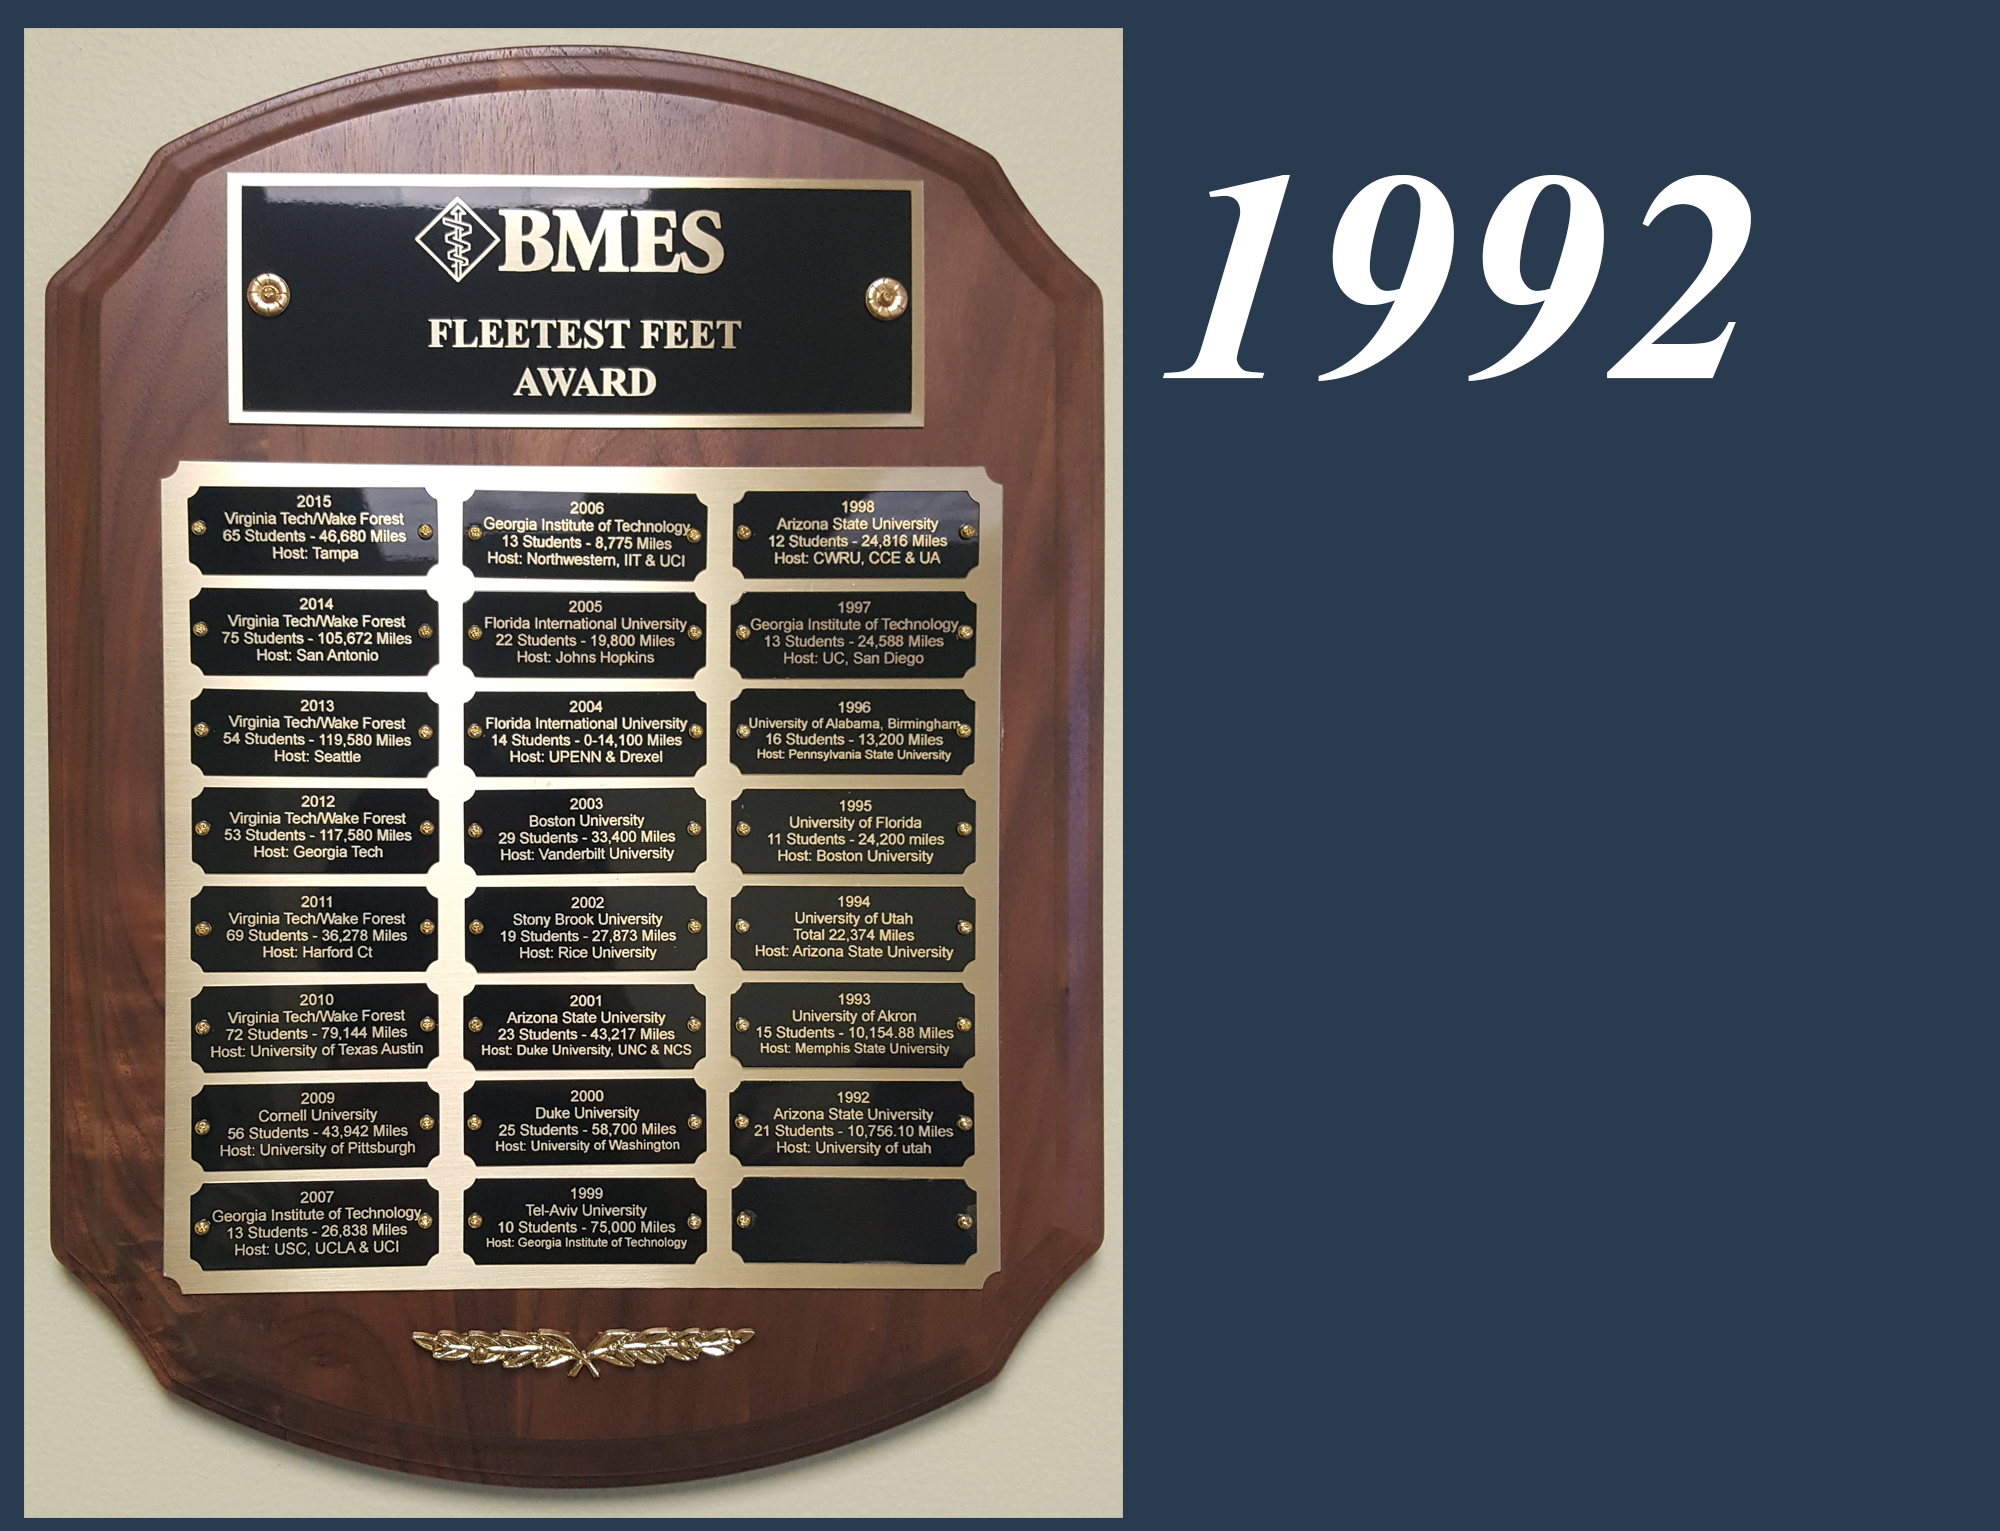 BMES
FLEETEST FEET
AWARD
2015
Virginia Tech/Wake Forest
65 Students - 46,680 Miles
Host: Tampa
2014
Virginia Tech/Wake Forest
75 Students - 105,672 Miles
Host: San Antonio
2013
Virginia Tech/Wake Forest
54 Students - 119,580 Miles
Host: Seattle
2012
Virginia Tech/Wake Forest
53 Students - 117,580 Miles
Host: Georgia Tech
2011
Virginia Tech/Wake Forest
69 Students - 36,278 Miles
Host: Harford Ct
2010
Virginia Tech/Wake Forest
72 Students - 79,144 Miles
Host: University of Texas Austin
2009
Cornell University
56 Students - 43,942 Miles
Host: University of Pittsburgh
2007
Georgia Institute of Technology
13 Students - 26,838 Miles
Host: USC, UCLA & UCI
2006
Georgia Institute of Technology
13 Students - 8,775 Miles
Host: Northwestern, IIT & UCI
2005
Florida International University
22 Students - 19,800 Miles
Host: Johns Hopkins
2004
Florida International University
14 Students - 0-14,100 Miles
Host: UPENN & Drexel
2003
Boston University
29 Students - 33,400 Miles
Host: Vanderbilt University
2002
Stony Brook University
19 Students - 27,873 Miles
Host: Rice University
2001
Arizona State University
23 Students - 43,217 Miles
Host: Duke University, UNC & NCS
2000
Duke University
25 Students - 58,700 Miles
Host: University of Washington
1999
Tel-Aviv University
10 Students - 75,000 Miles
Host: Georgia Institute of Technology
1998
Arizona State University
12 Students - 24,816 Miles
Host: CWRU, CCE & UA
1997
Georgia Institute of Technology
13 Students - 24,588 Miles
Host: UC, San Diego
1996
University of Alabama, Birmingham
16 Students - 13,200 Miles
Host: Pennsylvania State University
1995
University of Florida
11 Students - 24,200 miles
Host: Boston University
1994
University of Utah
Total 22,374 Miles
Host: Arizona State University
1993
University of Akron
15 Students - 10,154.88 Miles
Host: Memphis State University
1992
Arizona State University
21 Students - 10,756.10 Miles
Host: University of utah
1992